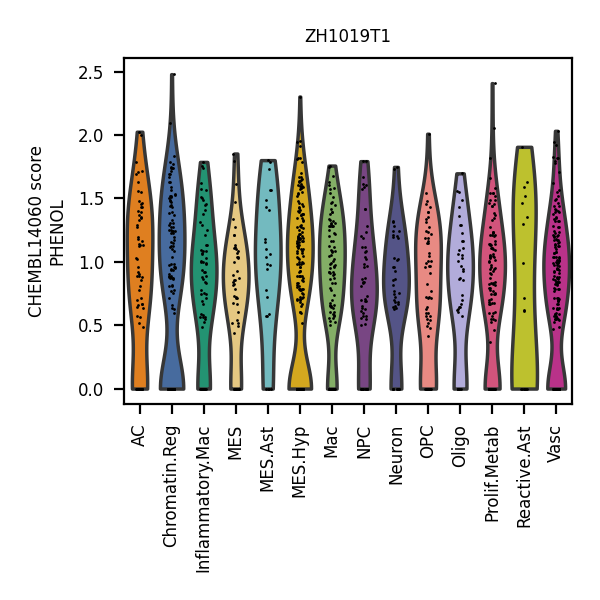 ZH1019T1
CHEMBL14060 score
PHENOL
2.5
2.0
1.5
1.0
0.5
0.0
AC
Chromatin.Reg
Inflammatory.Mac
MES
MES.Ast
MES.Hyp
Mac
NPC
Neuron
OPC
Oligo
Prolif.Metab
Reactive.Ast
Vasc